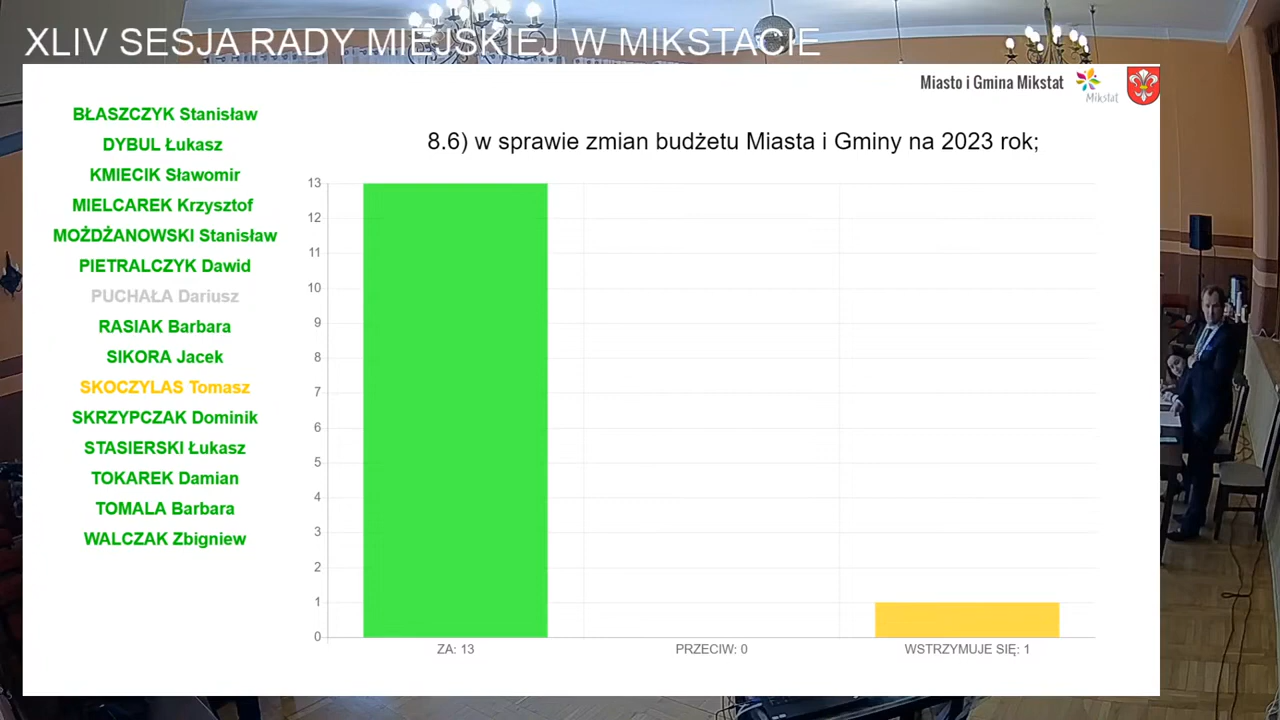 XLIV SESJA RADY MIEJSKIEJ W MIKSTACIE
Miasto i Gmina Mikstat
Mikstat
BŁASZCZYK Stanisław
DYBUL Łukasz
KMIECIK Sławomir
MIELCAREK Krzysztof
MOŻDŻANOWSKI Stanisław
PIETRALCZYK Dawid
PUCHAŁA Dariusz
RASIAK Barbara
SIKORA Jacek
SKOCZYLAS Tomasz
SKRZYPCZAK Dominik
STASIERSKI Łukasz
TOKAREK Damian
TOMALA Barbara
WALCZAK Zbigniew
8.6) w sprawie zmian budżetu Miasta i Gminy na 2023 rok;
13
12
11
10
9
8
7
6
5
4
3
2
1
0
ZA: 13
PRZECIW: 0
WSTRZYMUJE SIĘ: 1